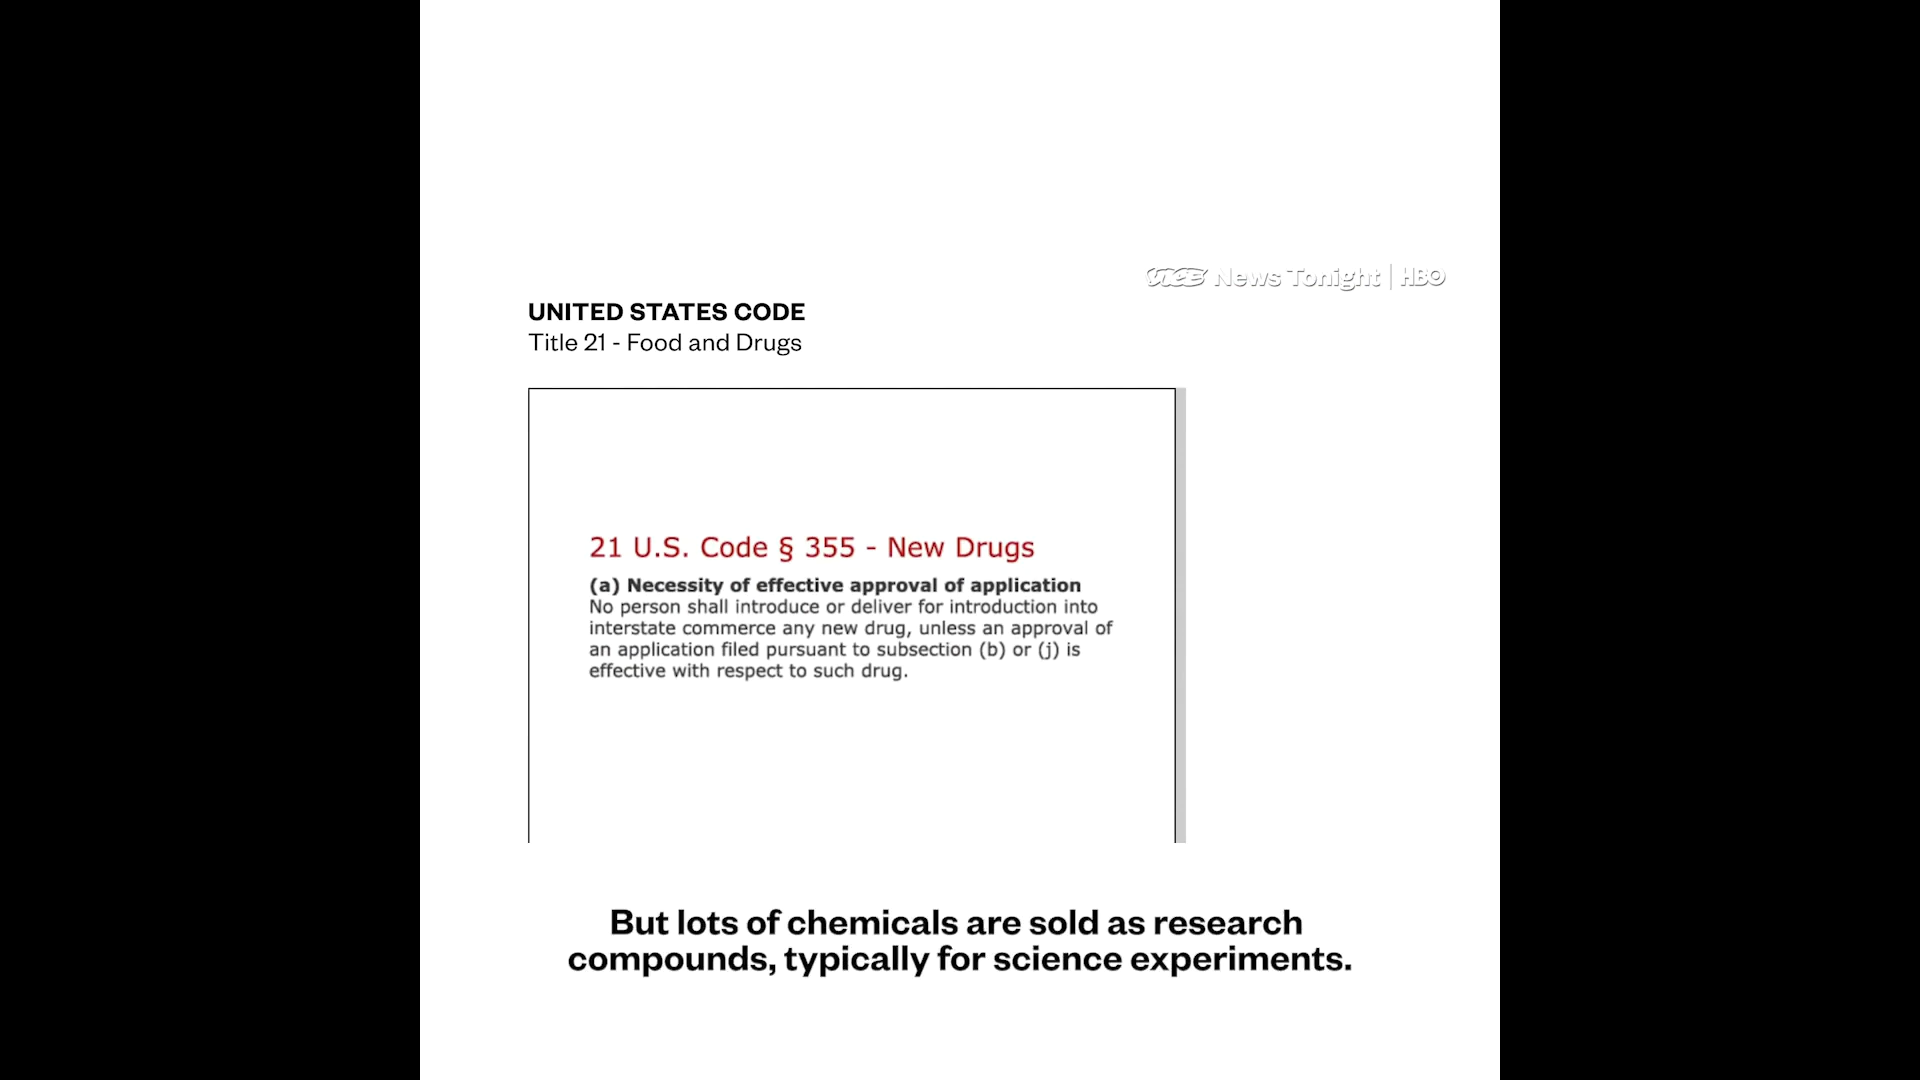 VICE News Tonight | HBO
UNITED STATES CODE
Title 21 - Food and Drugs
21 U.S. Code § 355 - New Drugs
(a) Necessity of effective approval of application
No person shall introduce or deliver for introduction into
interstate commerce any new drug, unless an approval of
an application filed pursuant to subsection (b) or (j) is
effective with respect to such drug.
But lots of chemicals are sold as research
compounds, typically for science experiments.